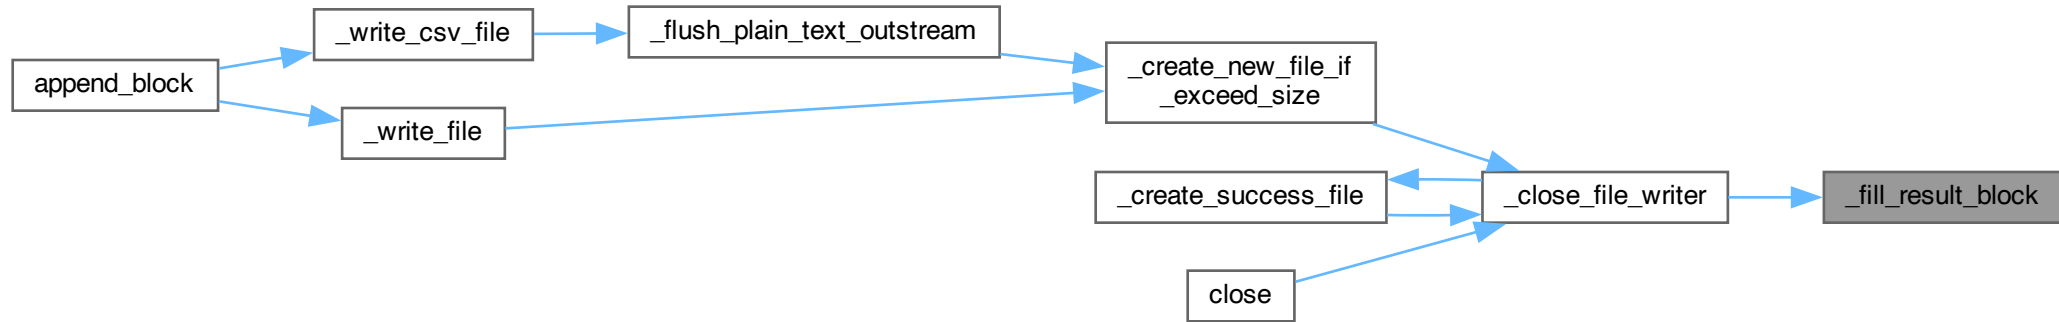 append_block
_write_csv_file
_write_file
_flush_plain_text_outstream
_create_new_file_if
_exceed_size
_create_success_file
close
_close_file_writer
_fill_result_block